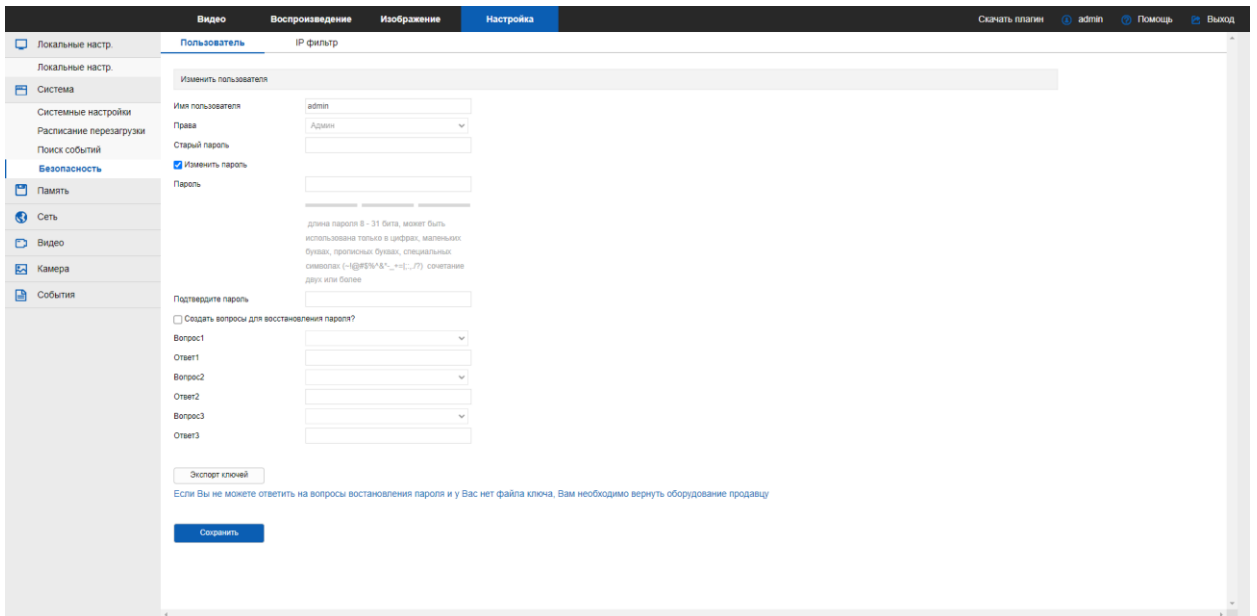 Видео Воспроизведение Изображение Настройка Скачать плагин admin Помощь Выход
Локальные настр.
Локальные настр.
Система
Системные настройки
Расписание перезагрузки
Поиск событий
Безопасность
Память
Сеть
Видео
Камера
События
Пользователь IP фильтр
Изменить пользователя
Имя пользователя admin
Права Админ
Старый пароль
Изменить пароль
Пароль
длина пароля 8 - 31 бита, может быть
использована только в цифрах, маленьких
буквах, прописных буквах, специальных
символах (~!@#$%^&*-_+=(;:,./?) сочетание
двух или более
Подтвердите пароль
Создать вопросы для восстановления пароля?
Вопрос1
Ответ1
Вопрос2
Ответ2
Вопрос3
Ответ3
Экспорт ключей
Если Вы не можете ответить на вопросы востановления пароля и у Вас нет файла ключа, Вам необходимо вернуть оборудование продавцу
Сохранить